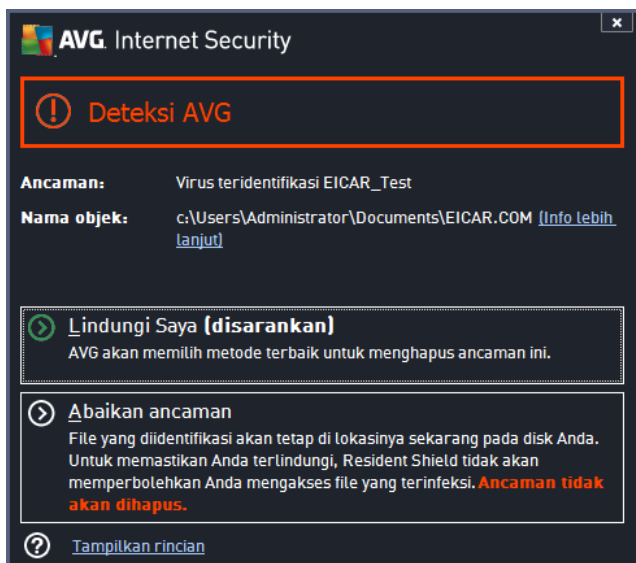 AVG. Internet Security
Deteksi AVG
Ancaman: Virus teridentifikasi EICAR_Test
Nama objek: c:\Users\Administrator\Documents\EICAR.COM (Info lebih
lanjut)
Lindungi Saya (disarankan)
AVG akan memilih metode terbaik untuk menghapus ancaman ini.
Abaikan ancaman
File yang diidentifikasi akan tetap di lokasinya sekarang pada disk Anda.
Untuk memastikan Anda terlindungi, Resident Shield tidak akan
memperbolehkan Anda mengakses file yang terinfeksi. Ancaman tidak
akan dihapus.
Tampilkan rincian